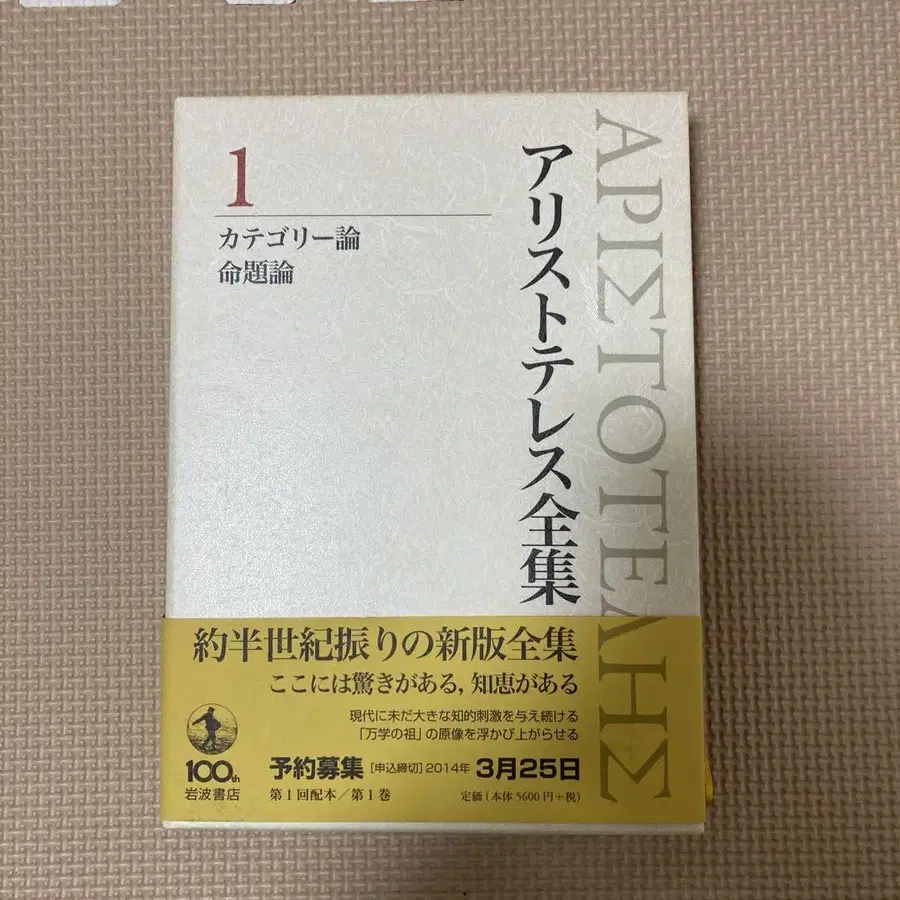 アリストテレス全集
ΑΡΙΣΤΟΤΕΛΗΣ
1
カテゴリー論
命題論
約半世紀振りの新版全集
ここには驚きがある, 知恵がある
現代に未だ大きな知的刺激を与え続ける
「万学の祖」の原像を浮かび上がらせる
100th
岩波書店
予約募集 [申込締切] 2014年 3月25日
第1回配本／第1巻
定価(本体5600円+税)